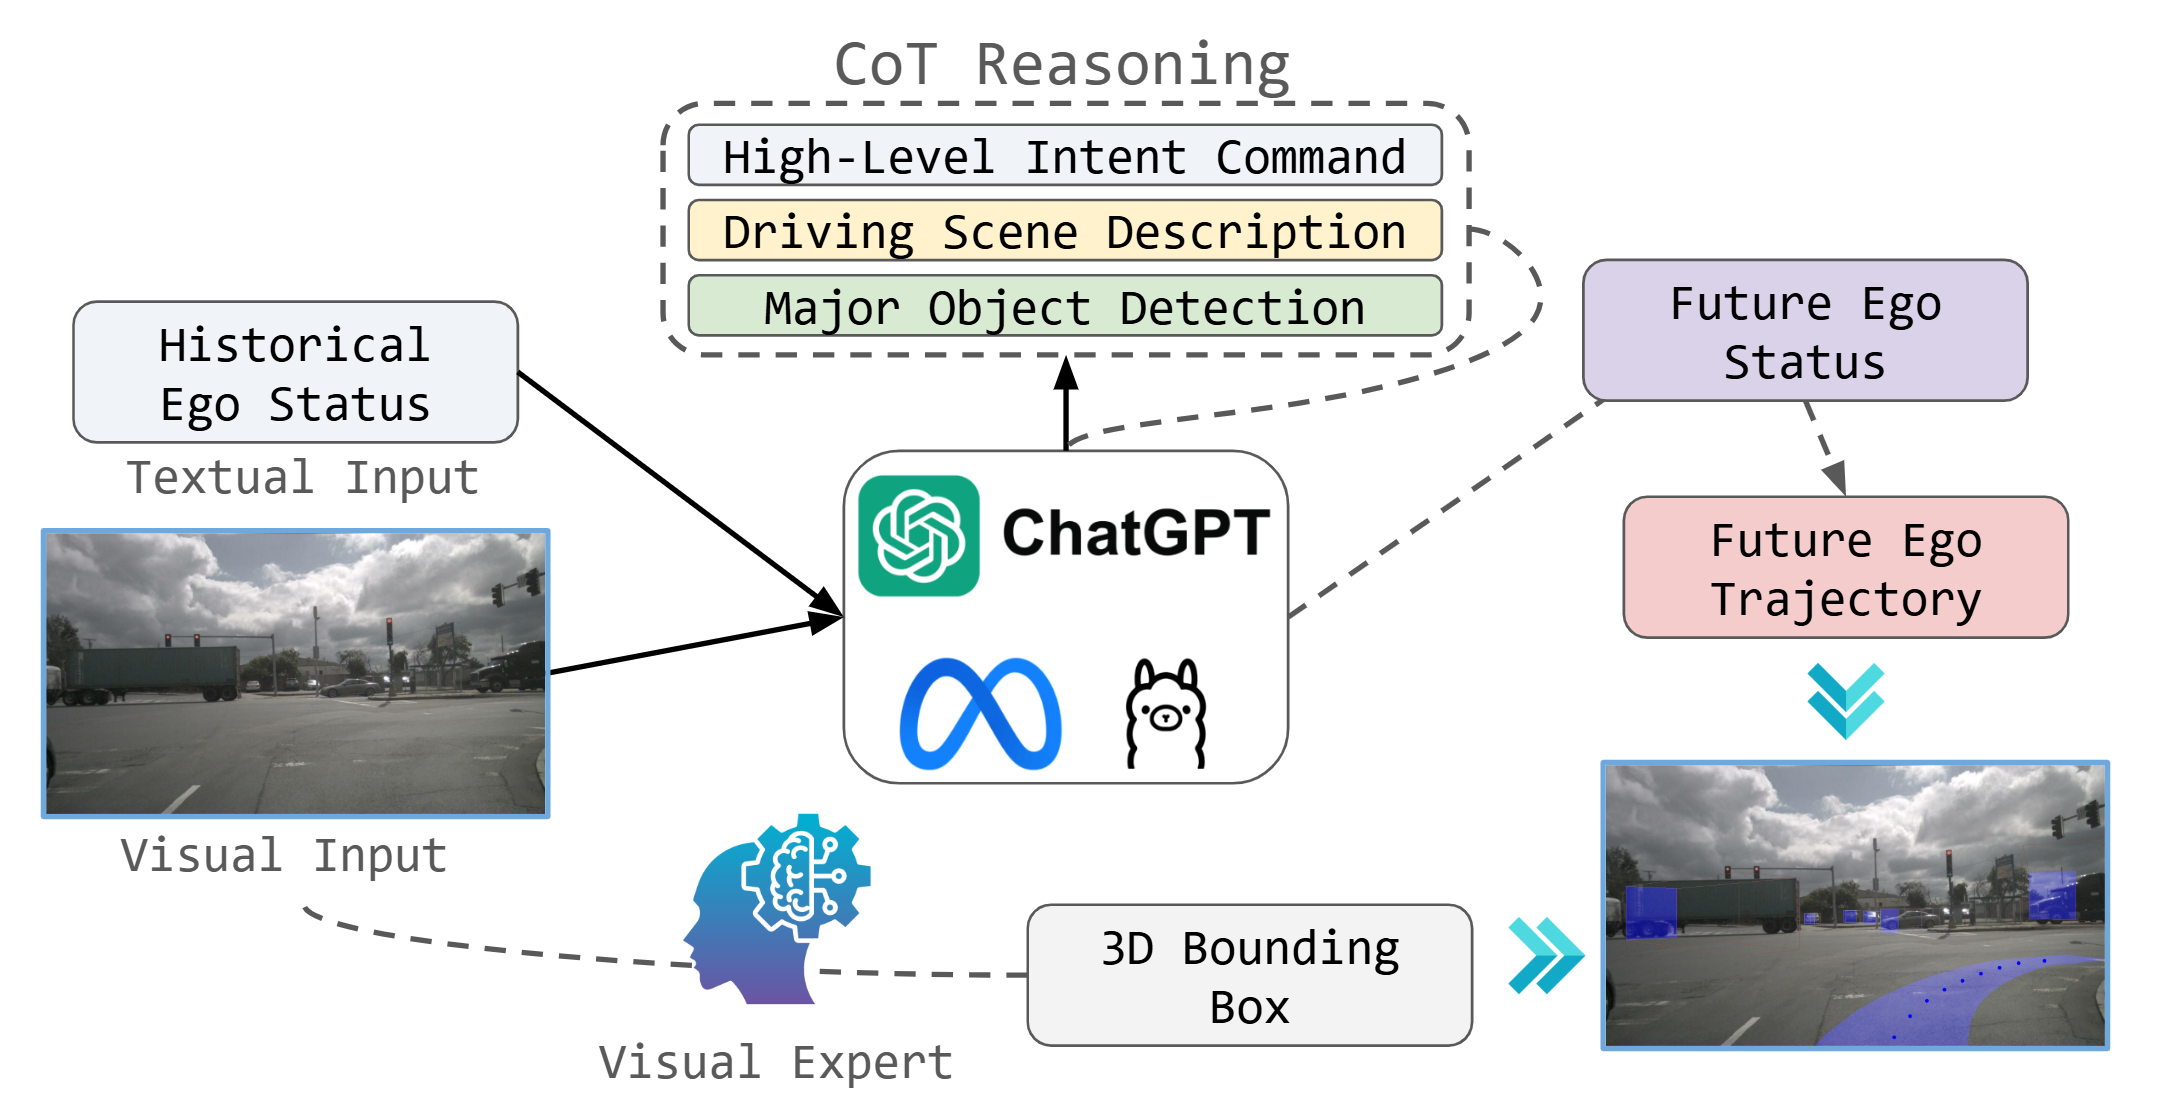 CoT Reasoning
High-Level Intent Command
Driving Scene Description
Major Object Detection
Historical
Ego Status
Textual Input
Visual Input
ChatGPT
Future Ego
Status
Future Ego
Trajectory
3D Bounding
Box
Visual Expert